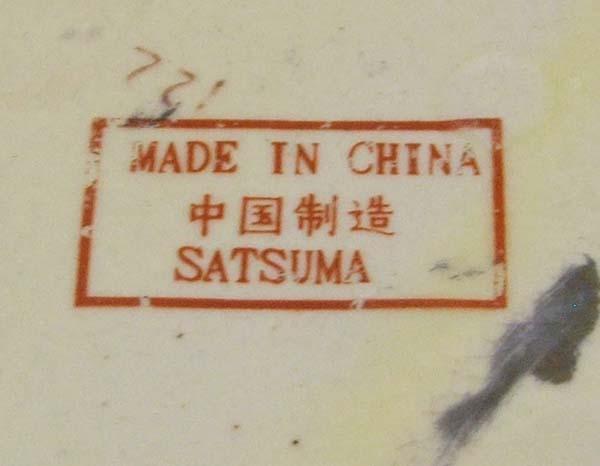 MADE IN CHINA
中国制造
SATSUMA